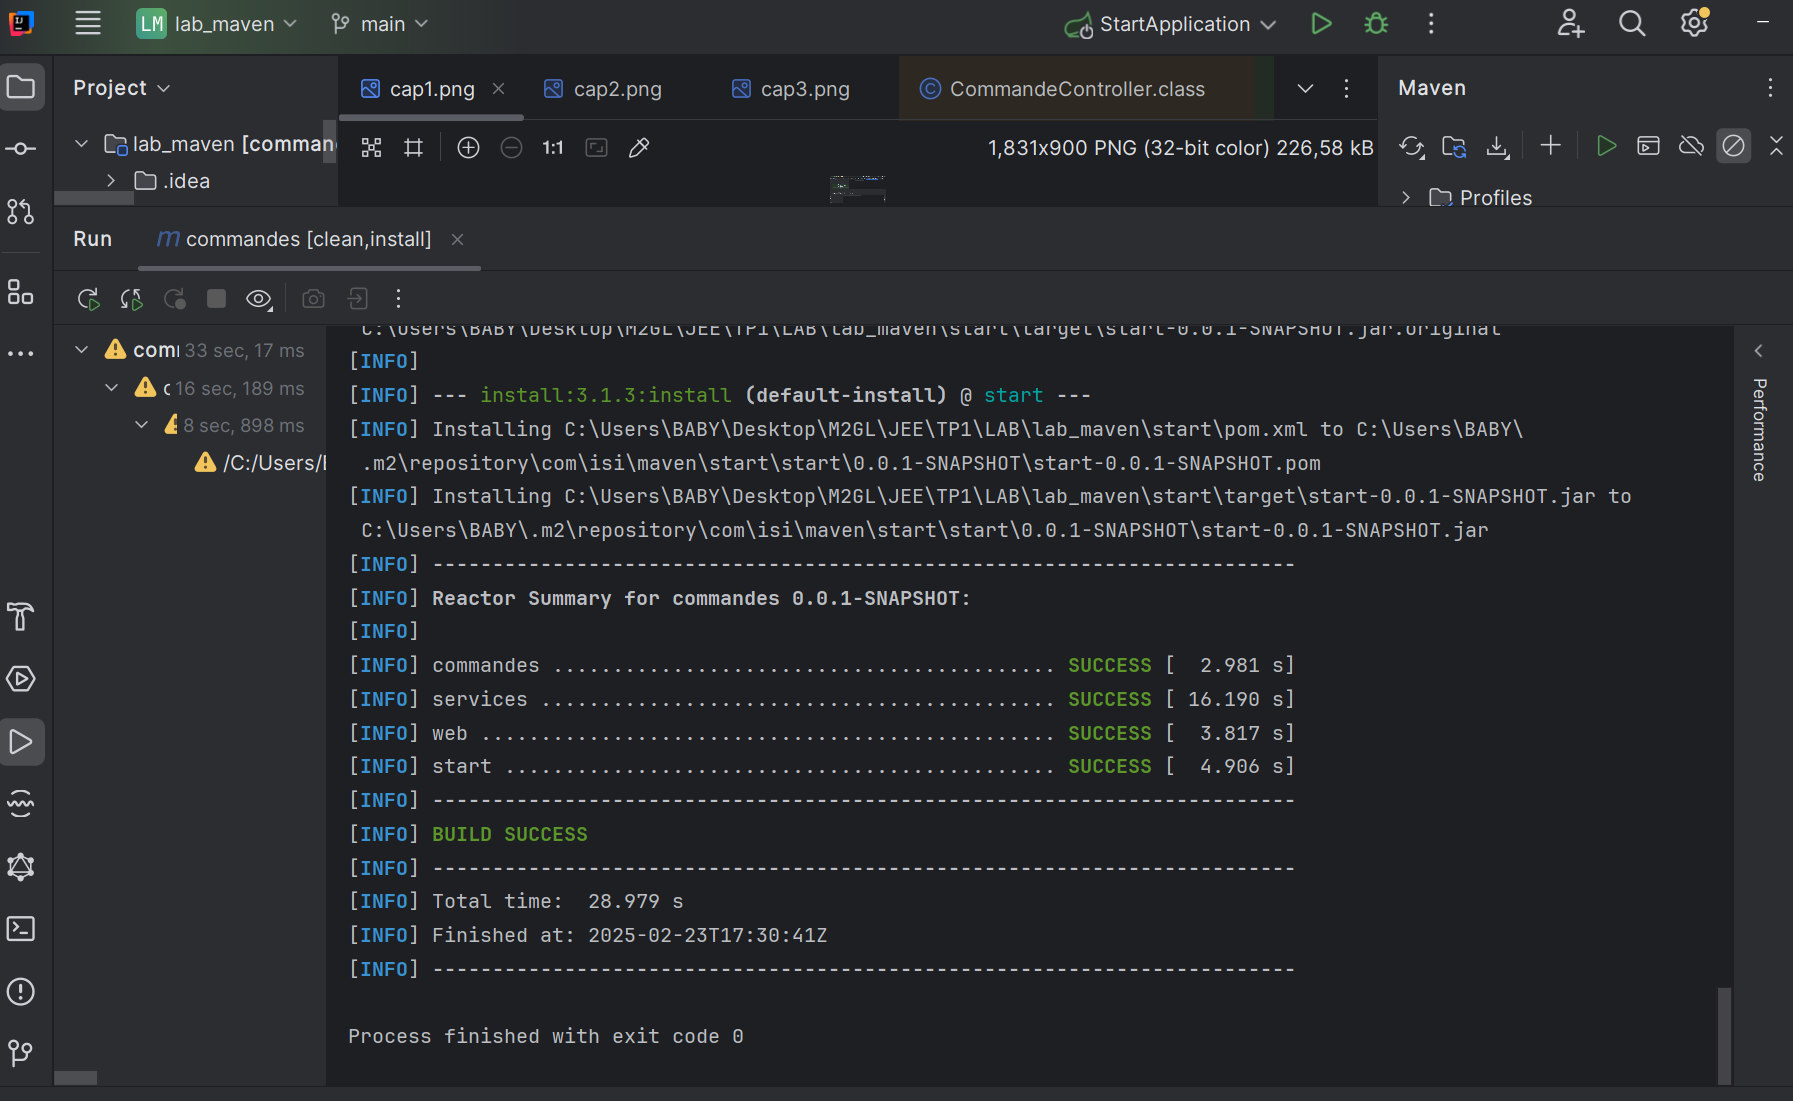 LM lab_maven main StartApplication
Project cap1.png cap2.png cap3.png CommandeController.class Maven
lab_maven [comman 1:1 1,831x900 PNG (32-bit color) 226,58 kB
.idea Profiles
Run m commandes [clean,install]
C:\Users\BABY\Desktop\M2GL\JEE\TP1\LAB\lab_maven\start\target\start-0.0.1-SNAPSHOT.jar.original
com 33 sec, 17 ms
c 16 sec, 189 ms
8 sec, 898 ms
/C:/Users/
[INFO]
[INFO] --- install:3.1.3:install (default-install) @ start ---
[INFO] Installing C:\Users\BABY\Desktop\M2GL\JEE\TP1\LAB\lab_maven\start\pom.xml to C:\Users\BABY\
.m2\repository\com\isi\maven\start\start\0.0.1-SNAPSHOT\start-0.0.1-SNAPSHOT.pom
[INFO] Installing C:\Users\BABY\Desktop\M2GL\JEE\TP1\LAB\lab_maven\start\target\start-0.0.1-SNAPSHOT.jar to
C:\Users\BABY\.m2\repository\com\isi\maven\start\start\0.0.1-SNAPSHOT\start-0.0.1-SNAPSHOT.jar
[INFO] ------------------------------------------------------------------------
[INFO] Reactor Summary for commandes 0.0.1-SNAPSHOT:
[INFO]
[INFO] commandes .......................................... SUCCESS [  2.981 s]
[INFO] services ........................................... SUCCESS [ 16.190 s]
[INFO] web ................................................ SUCCESS [  3.817 s]
[INFO] start .............................................. SUCCESS [  4.906 s]
[INFO] ------------------------------------------------------------------------
[INFO] BUILD SUCCESS
[INFO] ------------------------------------------------------------------------
[INFO] Total time:  28.979 s
[INFO] Finished at: 2025-02-23T17:30:41Z
[INFO] ------------------------------------------------------------------------
Process finished with exit code 0
Performance